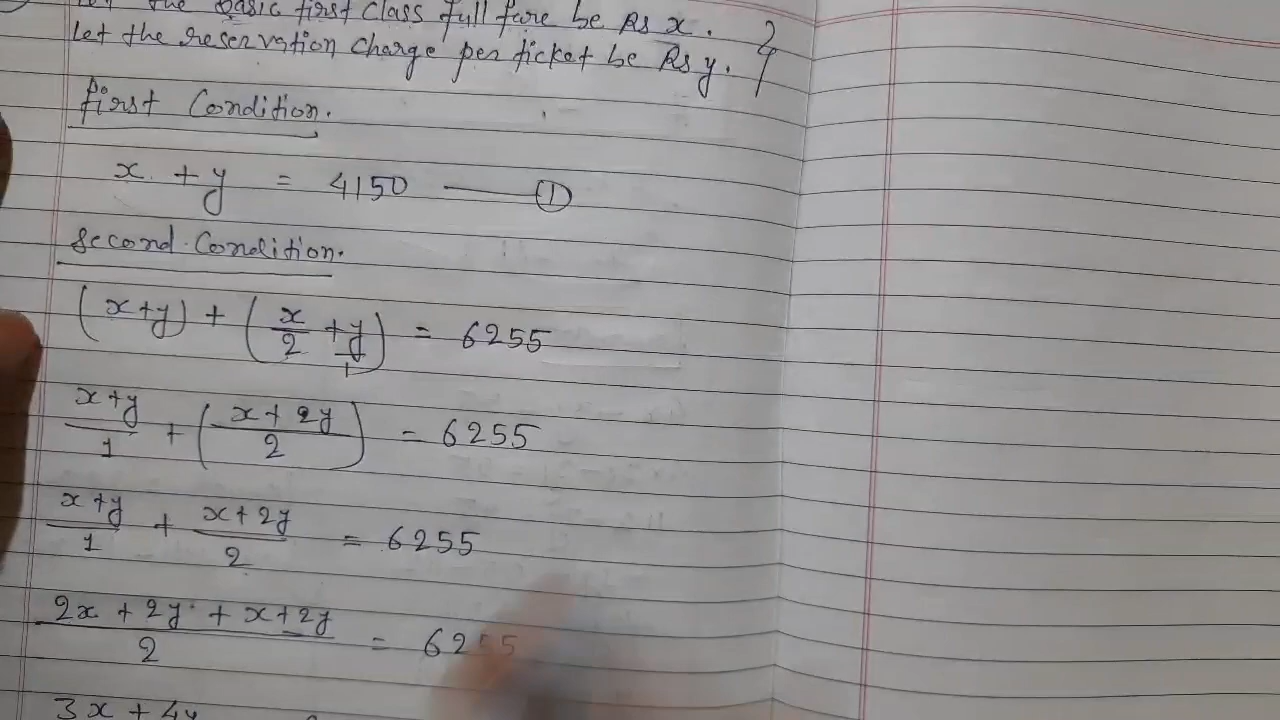 the basic first class full fare be Rs x.
Let the reservation charge per ticket be Rs y.
first Condition.
x + y = 4150 — ①
Second Condition.
(x+y) + (x/2 + y/1) = 6255
(x+y)/1 + ((x+2y)/2) = 6255
(x+y)/1 + (x+2y)/2 = 6255
(2x + 2y + x+2y)/2 = 6255
3x + 4y